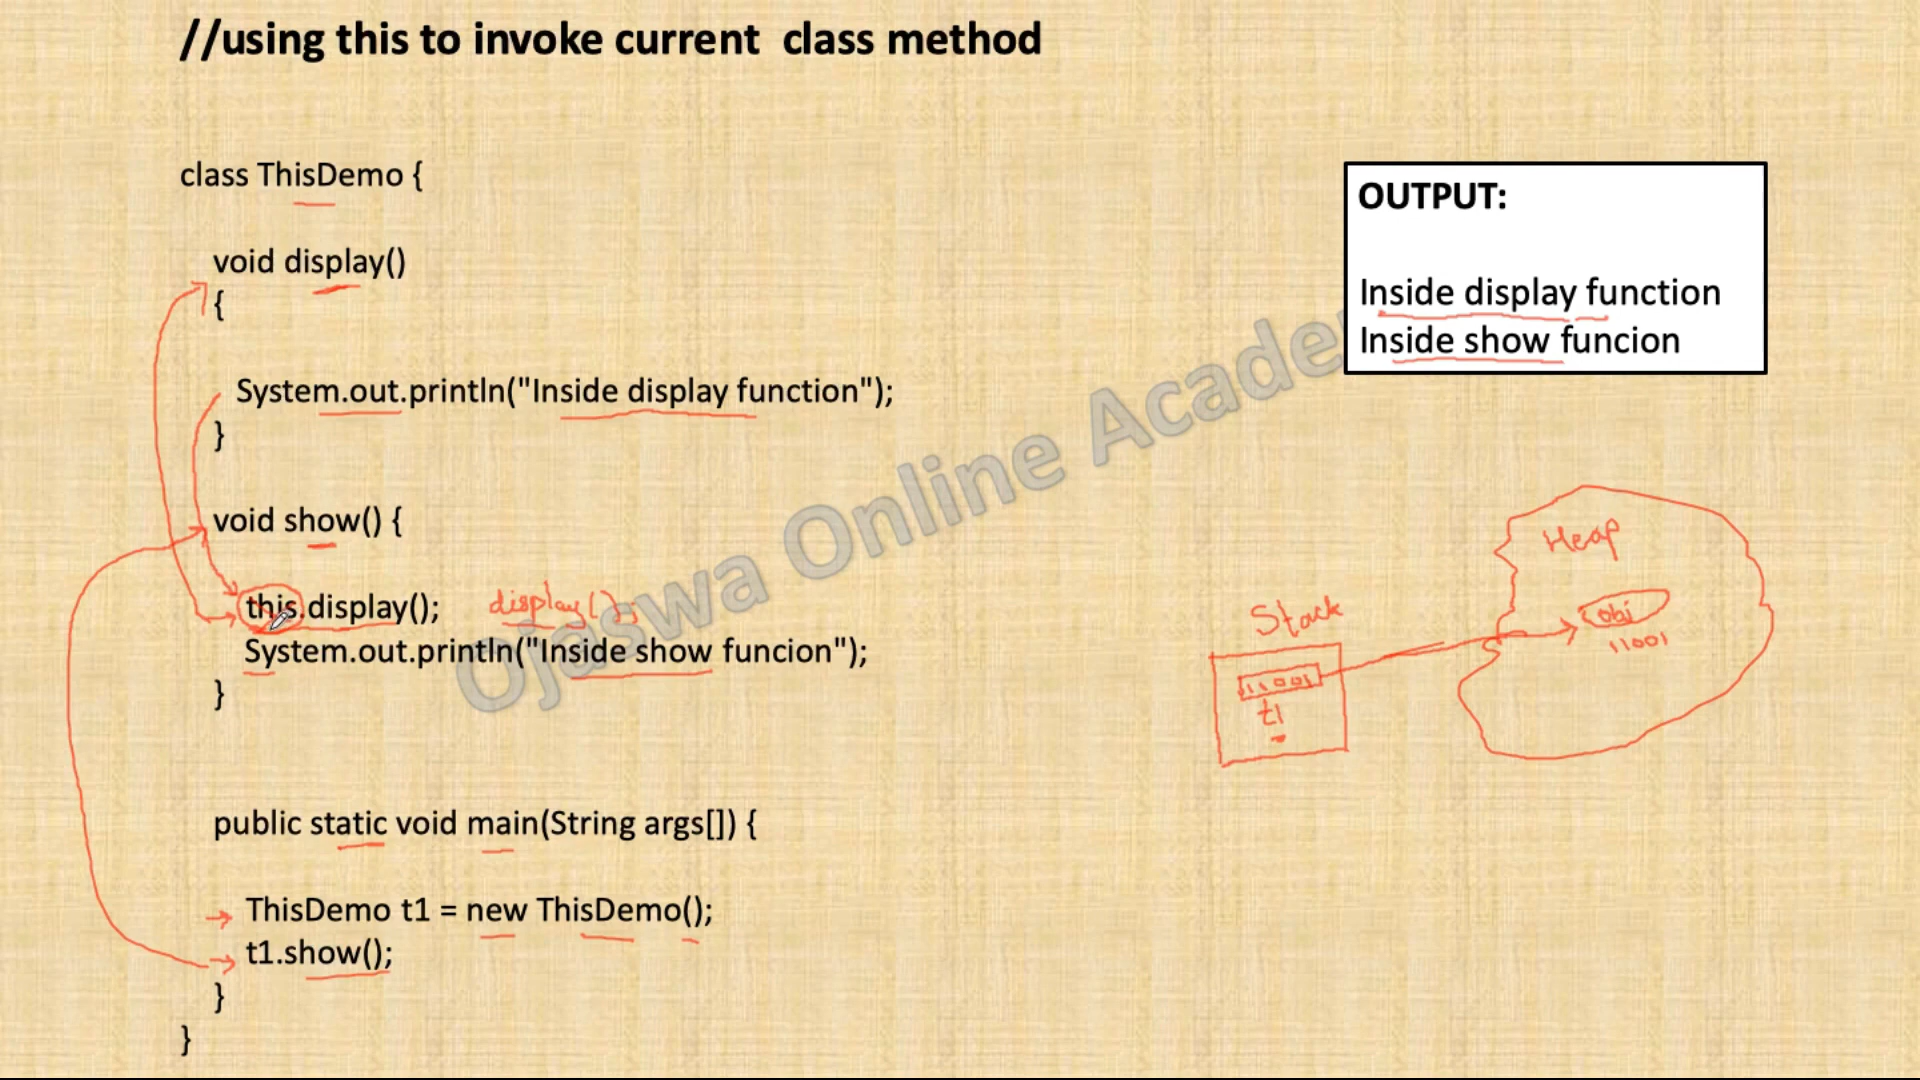 //using this to invoke current class method
class ThisDemo {
void display()
{
System.out.println("Inside display function");
}
void show() {
this.display(); display();
System.out.println("Inside show funcion");
}
public static void main(String args[]) {
ThisDemo t1 = new ThisDemo();
t1.show();
}
}
OUTPUT:
Inside display function
Inside show funcion
Ojaswa Online Acade
Heap
obj
11001
Stack
11001
t1